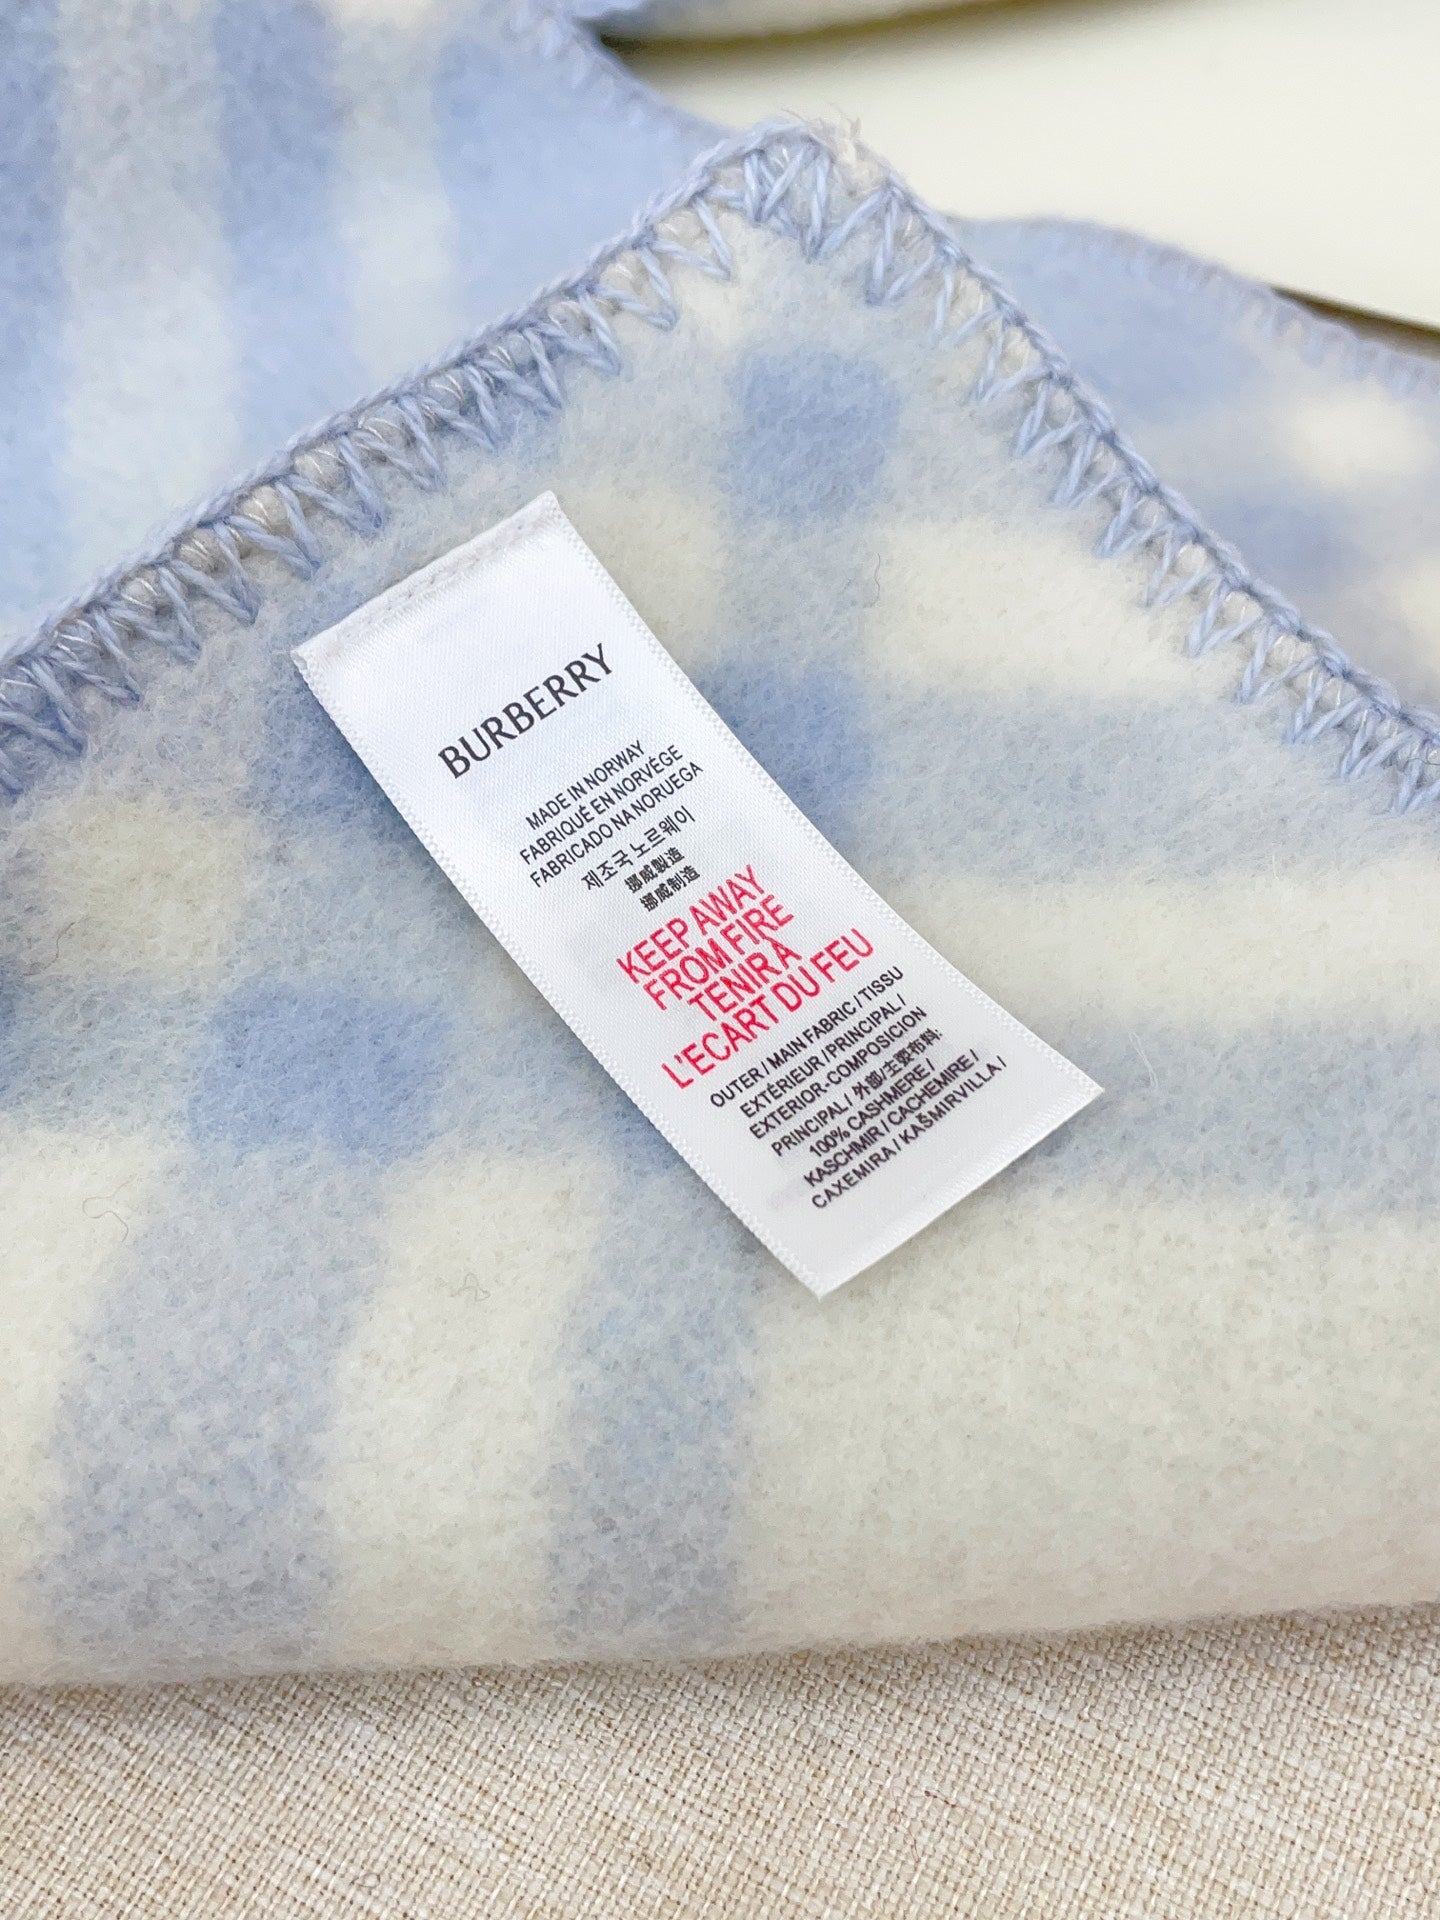 BURBERRY
MADE IN NORWAY
FABRIQUÉ EN NORVÉGE
FABRICADO NA NORUEGA
제조국 노르웨이
挪威製造
挪威制造
KEEP AWAY
FROM FIRE
TENIR À
L'ECART DU FEU
OUTER / MAIN FABRIC / TISSU
EXTÉRIEUR / PRINCIPAL /
EXTERIOR-COMPOSICION
PRINCIPAL / 外部/主要布料:
100% CASHMERE /
KASCHMIR / CACHEMIRE /
CAXEMIRA / KAŠMIRVILLA /